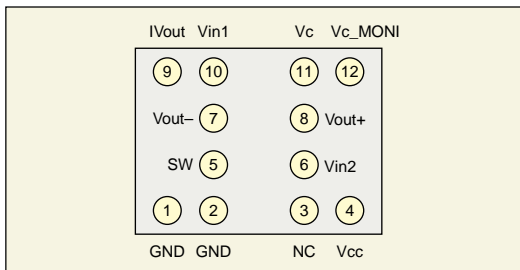 IVout Vin1 Vc Vc_MONI
9 10 11 12
Vout– 7 8 Vout+
SW 5 6 Vin2
1 2 3 4
GND GND NC Vcc